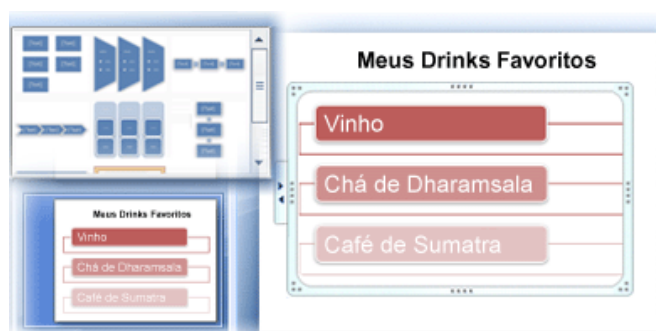 Meus Drinks Favoritos
Vinho
Chá de Dharamsala
Café de Sumatra
Meus Drinks Favoritos
Vinho
Chá de Dharamsala
Café de Sumatra